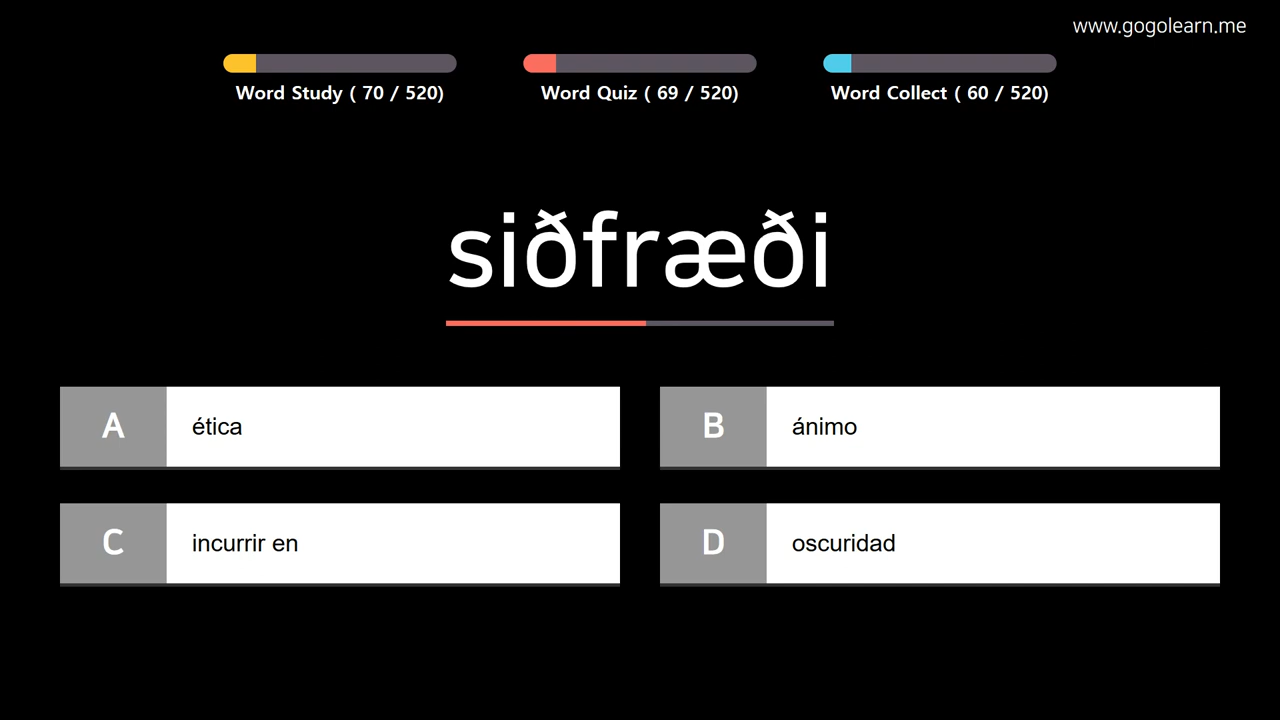 www.gogolearn.me
Word Study ( 70 / 520)
Word Quiz ( 69 / 520)
Word Collect ( 60 / 520)
siðfræði
A
ética
B
ánimo
C
incurrir en
D
oscuridad